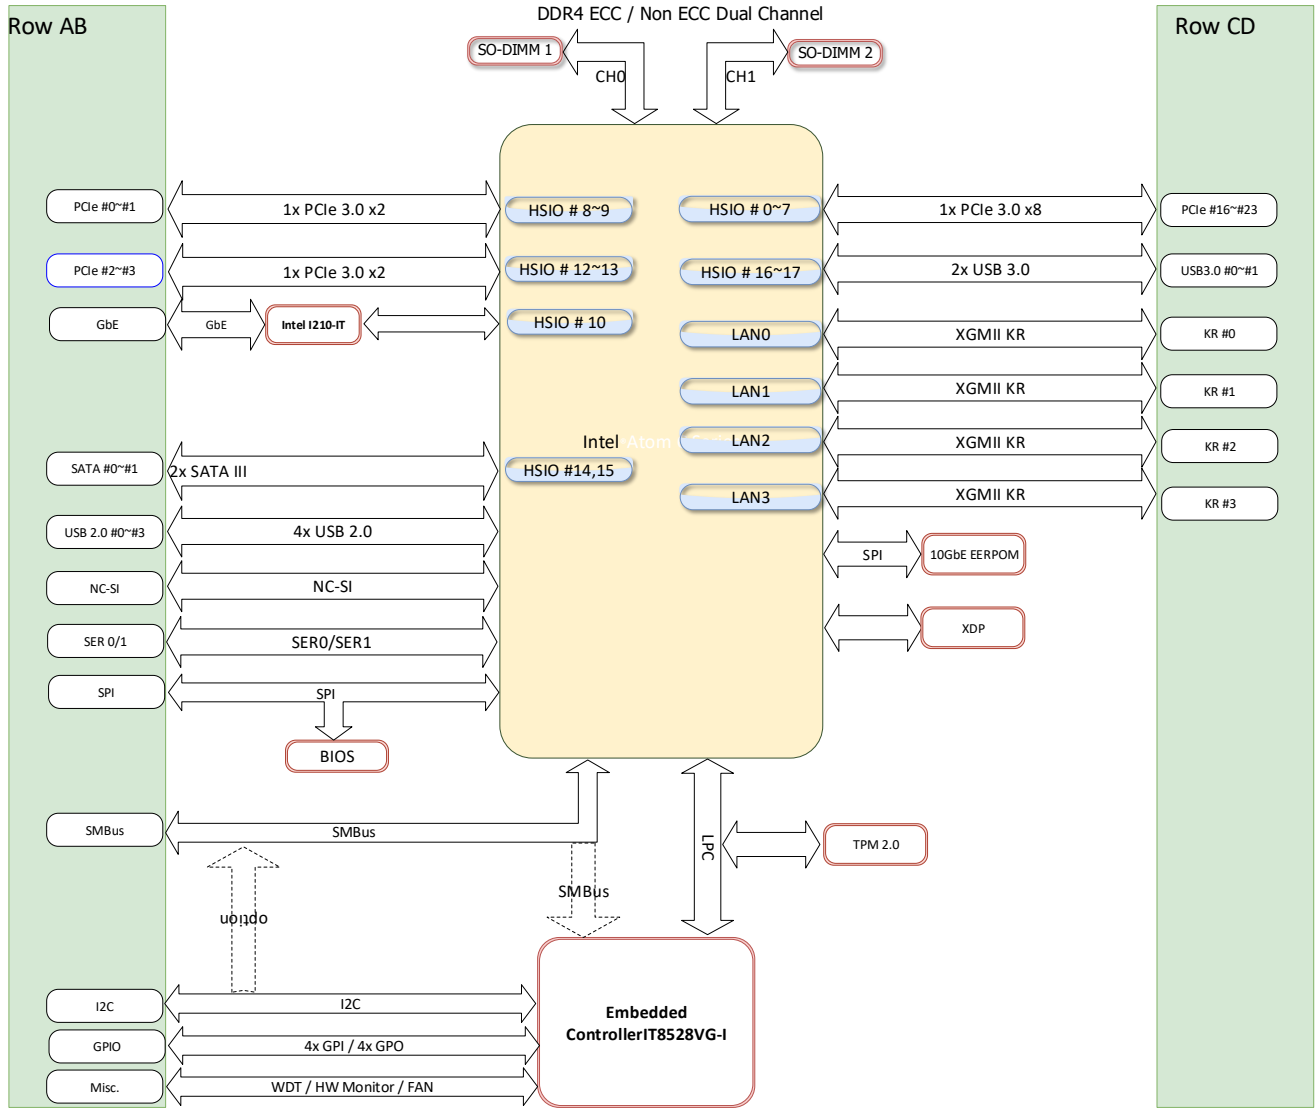 DDR4 ECC / Non ECC Dual Channel
Row AB
Row CD
SO-DIMM 1
SO-DIMM 2
CH0
CH1
PCIe #0~#1
1x PCIe 3.0 x2
HSIO # 8~9
HSIO # 0~7
1x PCIe 3.0 x8
PCIe #16~#23
PCIe #2~#3
1x PCIe 3.0 x2
HSIO # 12~13
HSIO # 16~17
2x USB 3.0
USB3.0 #0~#1
GbE
GbE
Intel I210-IT
HSIO # 10
LAN0
XGMII KR
KR #0
LAN1
XGMII KR
KR #1
Intel Atom
LAN2
XGMII KR
KR #2
SATA #0~#1
2x SATA III
HSIO #14,15
LAN3
XGMII KR
KR #3
USB 2.0 #0~#3
4x USB 2.0
SPI
10GbE EERPOM
NC-SI
NC-SI
SER 0/1
SER0/SER1
XDP
SPI
SPI
BIOS
SMBus
SMBus
LPC
TPM 2.0
SMBus
option
I2C
I2C
Embedded
ControllerIT8528VG-I
GPIO
4x GPI / 4x GPO
Misc.
WDT / HW Monitor / FAN